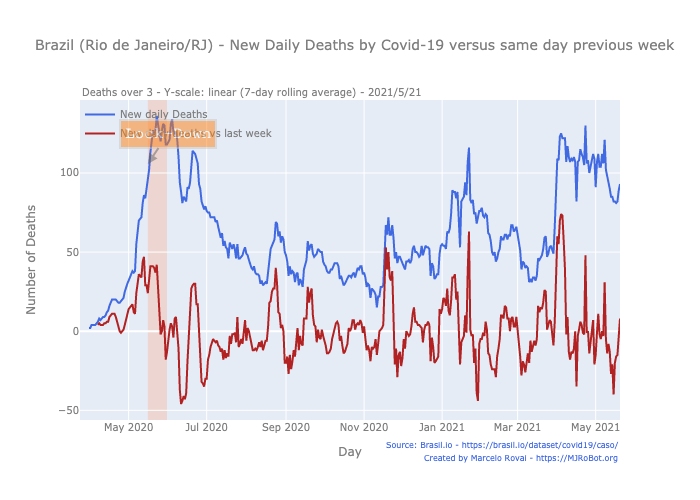 Brazil (Rio de Janeiro/RJ) - New Daily Deaths by Covid-19 versus same day previous week
Deaths over 3 - Y-scale: linear (7-day rolling average) - 2021/5/21
New daily Deaths
vs last week
Number of Deaths
100
50
0
−50
May 2020
Jul 2020
Sep 2020
Nov 2020
Jan 2021
Mar 2021
May 2021
Day
Source: Brasil.io - https://brasil.io/dataset/covid19/caso/
Created by Marcelo Rovai - https://MJRoBot.org